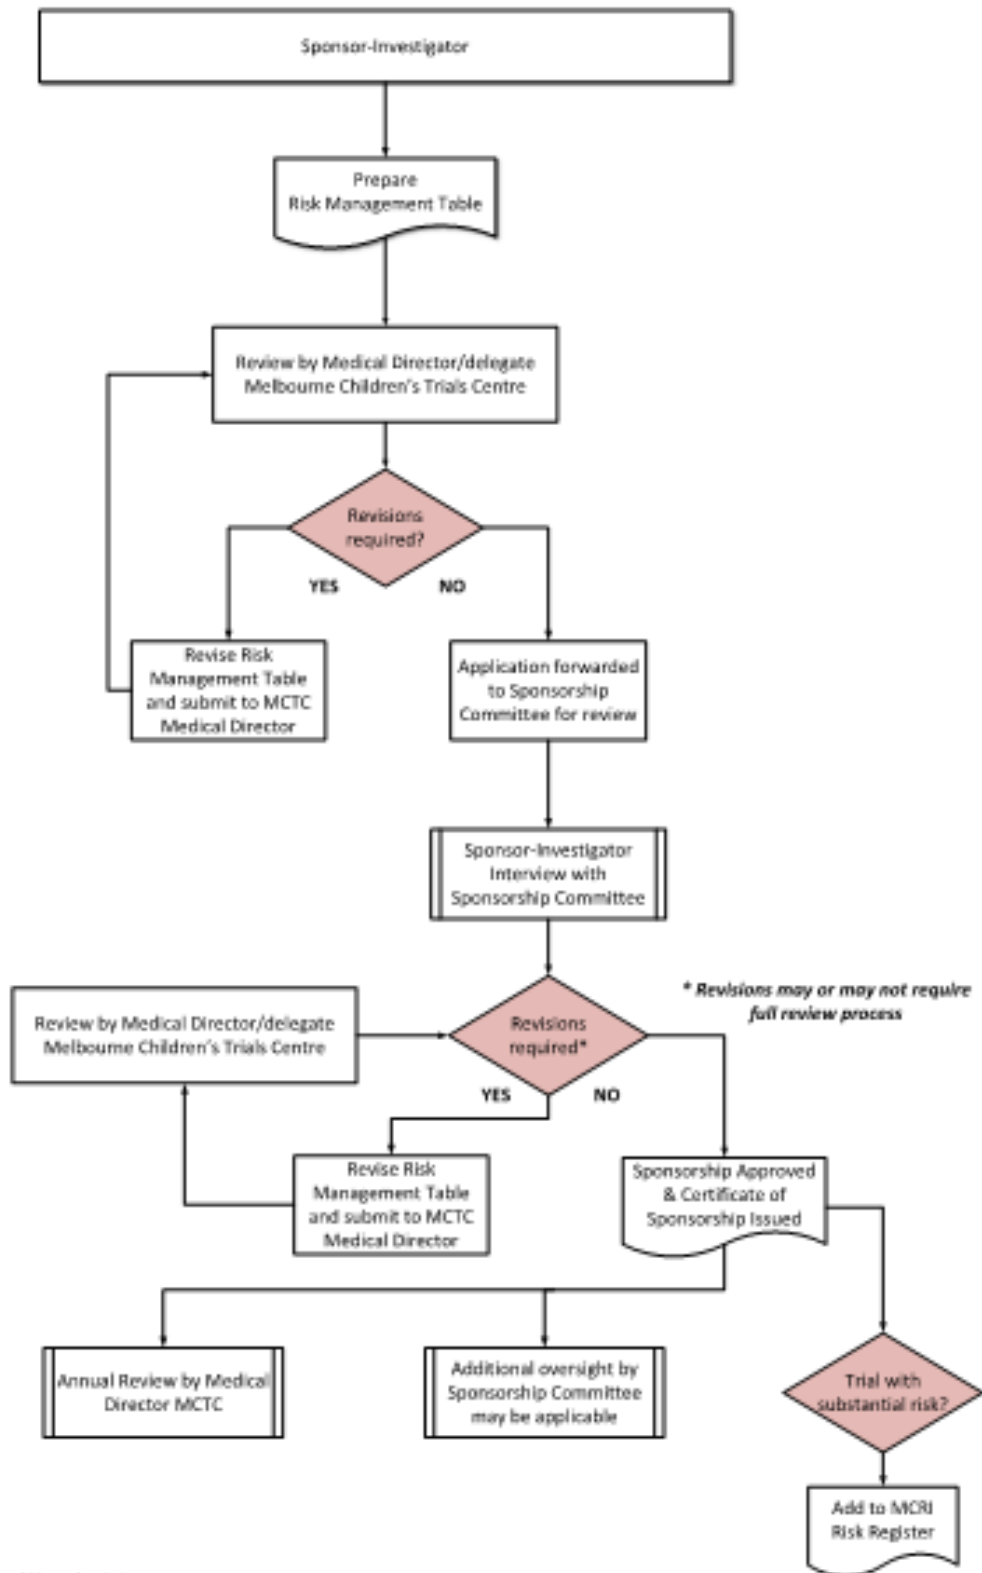 Sponsor-Investigator
Prepare
Risk Management Table
Review by Medical Director/delegate
Melbourne Children's Trials Centre
Revisions
required?
YES
NO
Revise Risk
Management Table
and submit to MCTC
Medical Director
Application forwarded
to Sponsorship
Committee for review
Sponsor-Investigator
Interview with
Sponsorship Committee
* Revisions may or may not require
full review process
Review by Medical Director/delegate
Melbourne Children's Trials Centre
Revisions
required*
YES
NO
Revise Risk
Management Table
and submit to MCTC
Medical Director
Sponsorship Approved
& Certificate of
Sponsorship Issued
Annual Review by Medical
Director MCTC
Additional oversight by
Sponsorship Committee
may be applicable
Trial with
substantial risk?
Add to MCRI
Risk Register